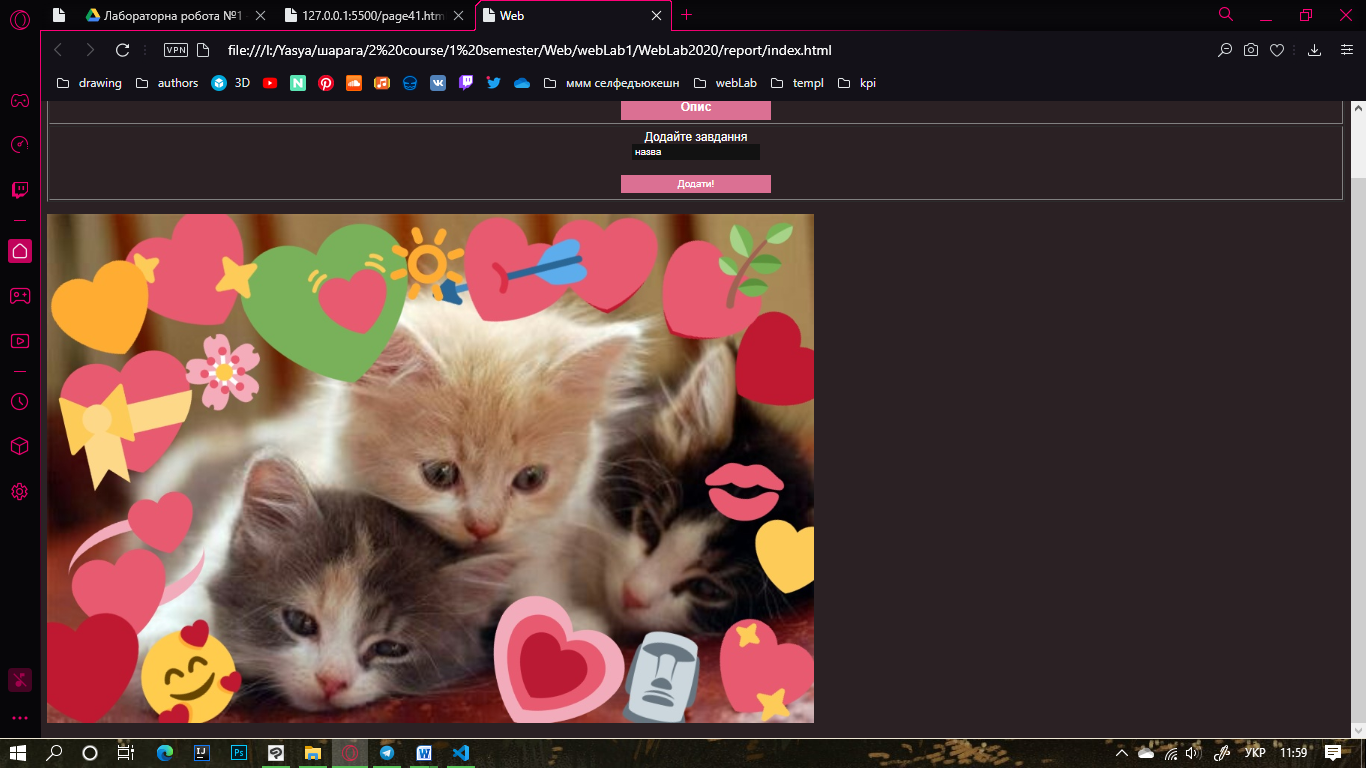 Лабораторна робота №1
127.0.0.1:5500/page41.htm
Web
VPN
file:///I:/Yasya/шарага/2%20course/1%20semester/Web/webLab1/WebLab2020/report/index.html
drawing
authors
3D
ммм селфедъюкешн
webLab
templ
kpi
Опис
Додайте завдання
назва
Додати!
УКР
11:59